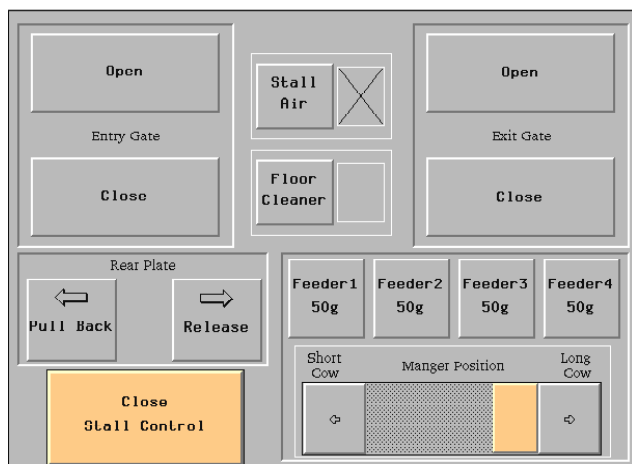 Open
Entry Gate
Close
Stall
Air
Floor
Cleaner
Open
Exit Gate
Close
Rear Plate
Pull Back
Release
Close
Stall Control
Feeder1
50g
Feeder2
50g
Feeder3
50g
Feeder4
50g
Short
Cow
Manger Position
Long
Cow